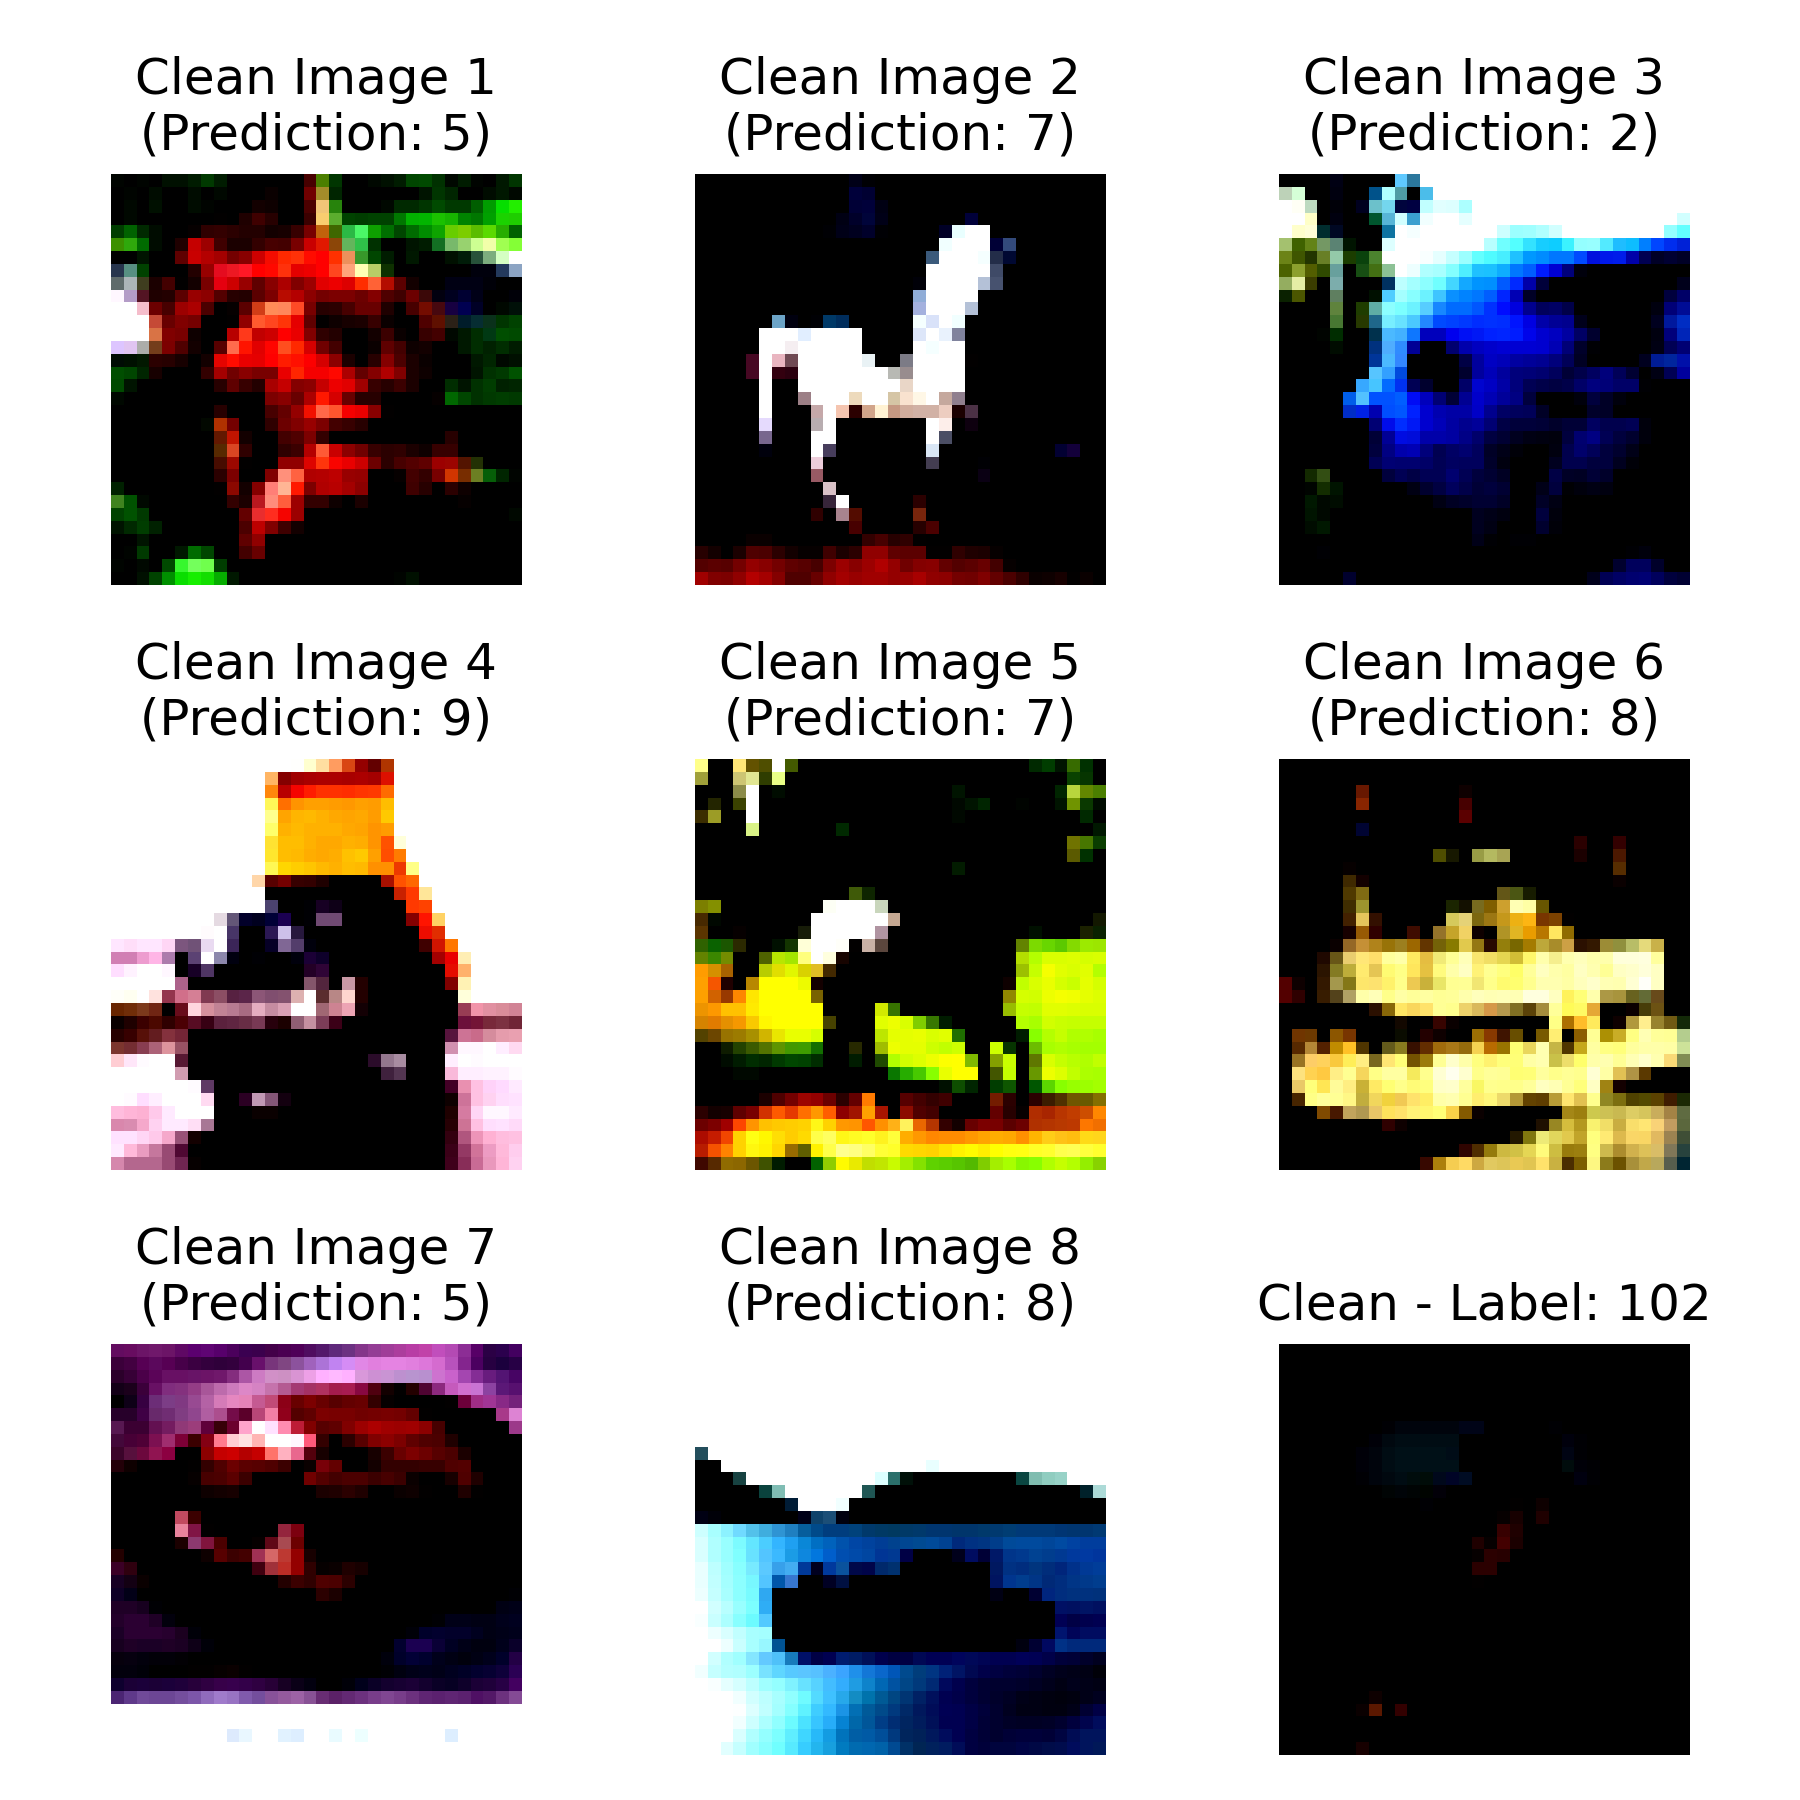 Clean Image 1
(Prediction: 5)
Clean Image 2
(Prediction: 7)
Clean Image 3
(Prediction: 2)
Clean Image 4
(Prediction: 9)
Clean Image 5
(Prediction: 7)
Clean Image 6
(Prediction: 8)
Clean Image 7
(Prediction: 5)
Clean Image 8
(Prediction: 8)
Clean - Label: 102